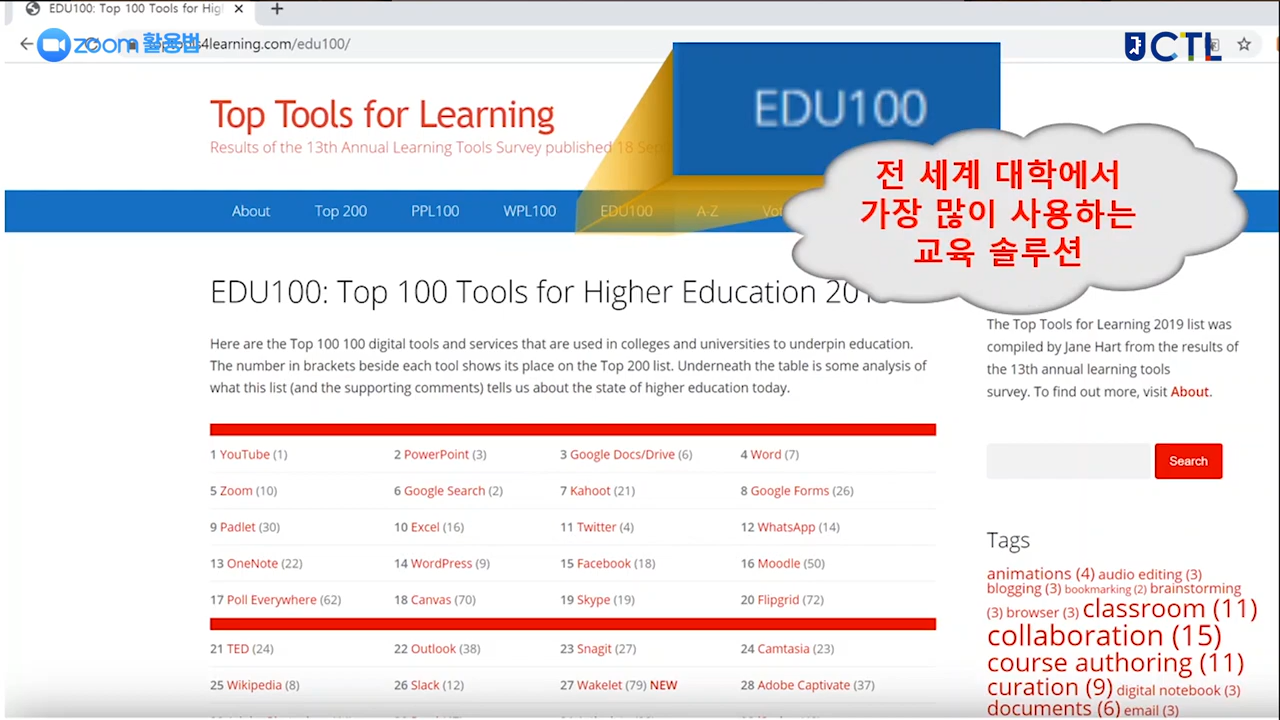 EDU100: Top 100 Tools for Hig
zoom 활용법
4learning.com/edu100/
CTL
Top Tools for Learning
Results of the 13th Annual Learning Tools Survey published 18 Sep
EDU100
전 세계 대학에서
가장 많이 사용하는
교육 솔루션
About Top 200 PPL100 WPL100 EDU100 A-Z Vot
EDU100: Top 100 Tools for Higher Education 20
Here are the Top 100 100 digital tools and services that are used in colleges and universities to underpin education.
The number in brackets beside each tool shows its place on the Top 200 list. Underneath the table is some analysis of
what this list (and the supporting comments) tells us about the state of higher education today.
1 YouTube (1) 2 PowerPoint (3) 3 Google Docs/Drive (6) 4 Word (7)
5 Zoom (10) 6 Google Search (2) 7 Kahoot (21) 8 Google Forms (26)
9 Padlet (30) 10 Excel (16) 11 Twitter (4) 12 WhatsApp (14)
13 OneNote (22) 14 WordPress (9) 15 Facebook (18) 16 Moodle (50)
17 Poll Everywhere (62) 18 Canvas (70) 19 Skype (19) 20 Flipgrid (72)
21 TED (24) 22 Outlook (38) 23 Snagit (27) 24 Camtasia (23)
25 Wikipedia (8) 26 Slack (12) 27 Wakelet (79) NEW 28 Adobe Captivate (37)
The Top Tools for Learning 2019 list was
compiled by Jane Hart from the results of
the 13th annual learning tools
survey. To find out more, visit About.
Search
Tags
animations (4) audio editing (3)
blogging (3) bookmarking (2) brainstorming
(3) browser (3) classroom (11)
collaboration (15)
course authoring (11)
curation (9) digital notebook (3)
documents (6) email (3)